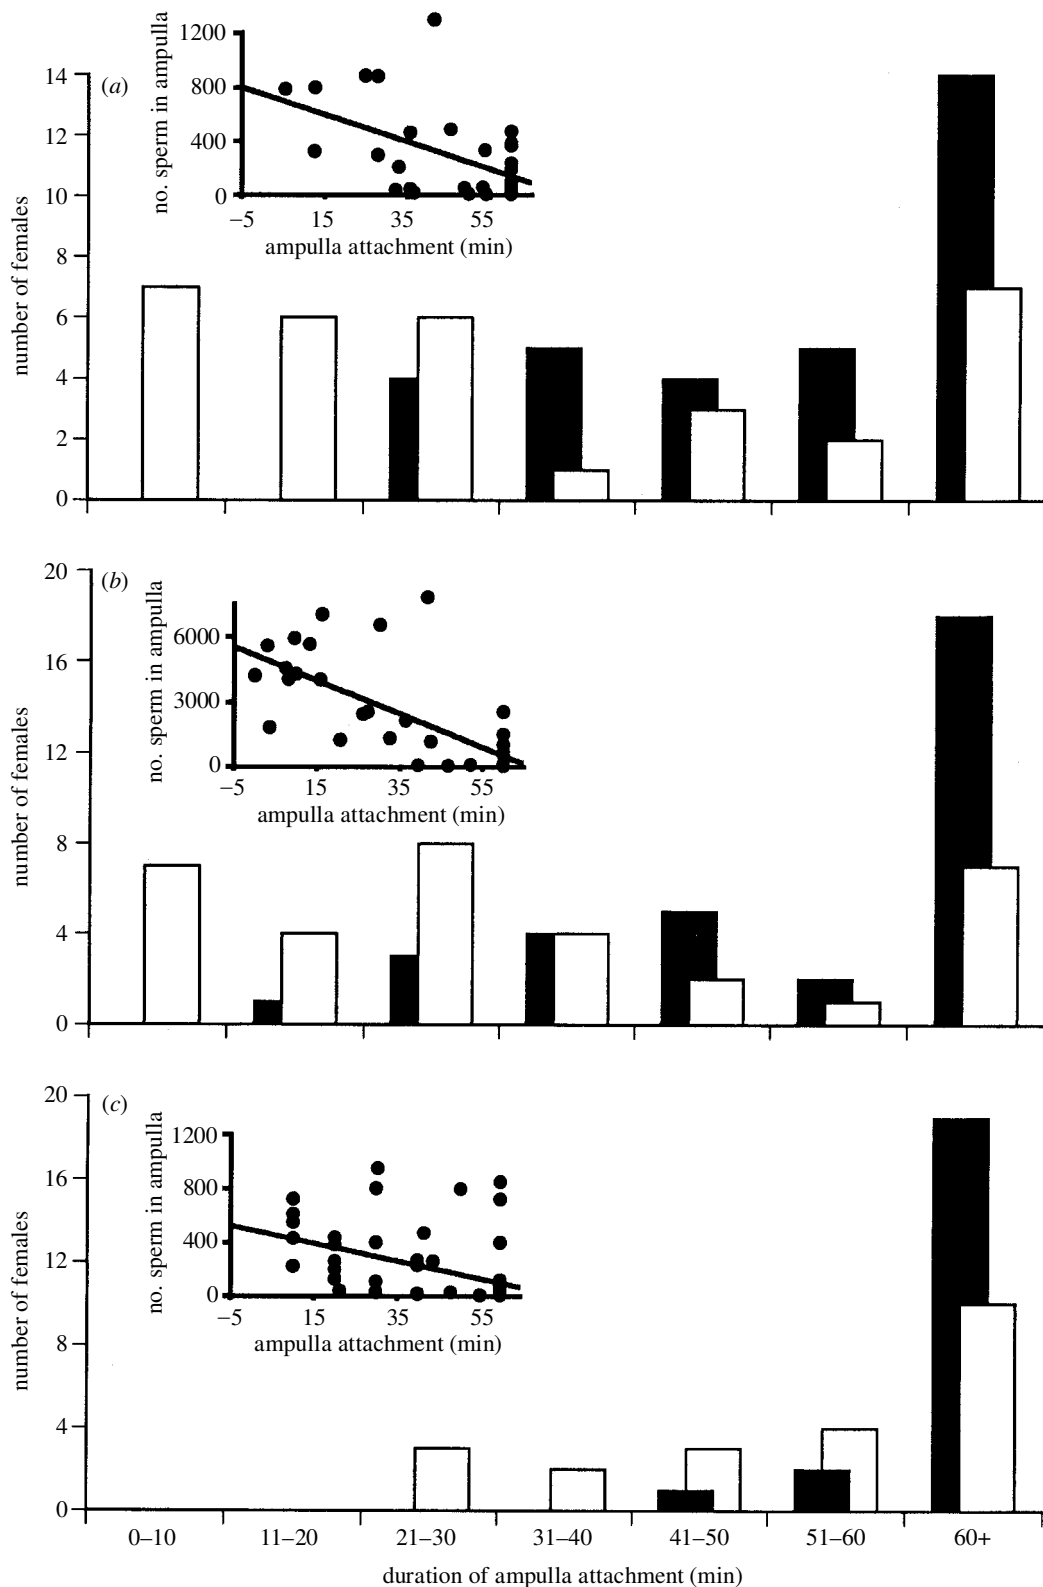 (a)
no. sperm in ampulla
1200
800
400
0
−5 15 35 55
ampulla attachment (min)
number of females
14
12
10
8
6
4
2
0
(b)
no. sperm in ampulla
6000
3000
0
−5 15 35 55
ampulla attachment (min)
number of females
20
16
12
8
4
0
(c)
no. sperm in ampulla
1200
800
400
0
−5 15 35 55
ampulla attachment (min)
number of females
20
16
12
8
4
0
0–10 11–20 21–30 31–40 41–50 51–60 60+
duration of ampulla attachment (min)